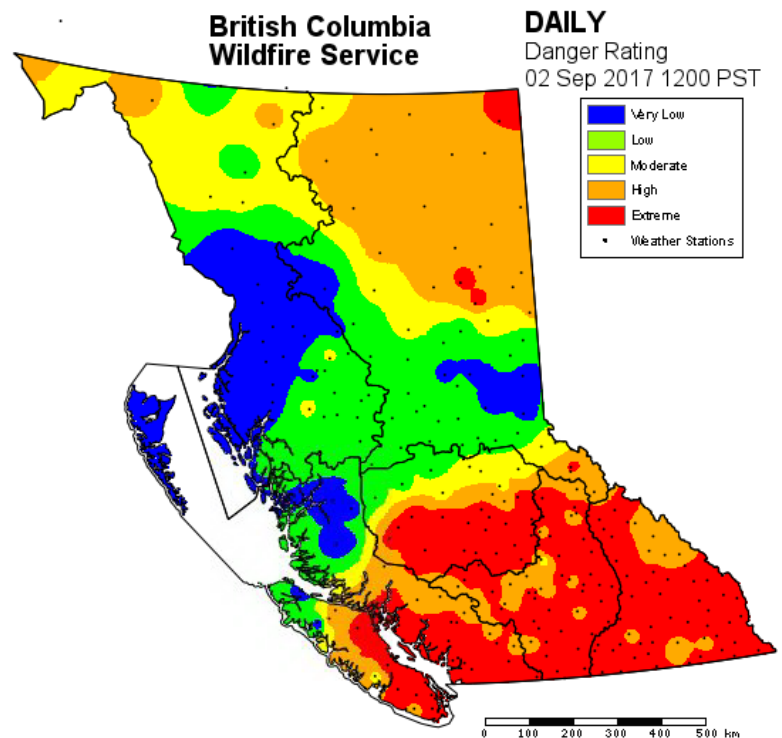 British Columbia
Wildfire Service
DAILY
Danger Rating
02 Sep 2017 1200 PST
Very Low
Low
Moderate
High
Extreme
Weather Stations
0 100 200 300 400 500 km